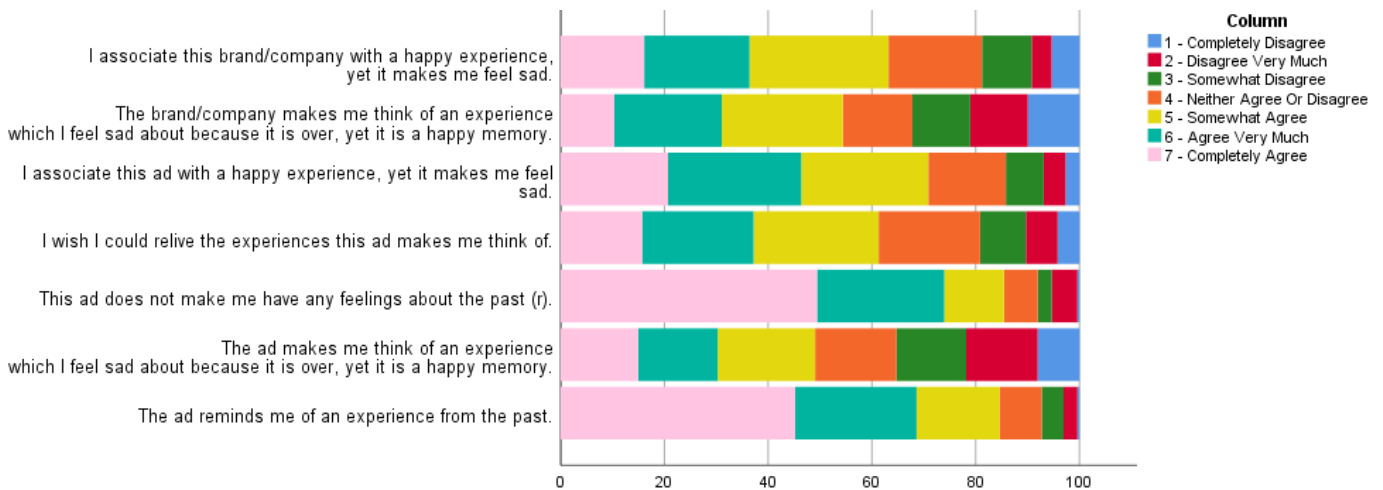 I associate this brand/company with a happy experience,
yet it makes me feel sad.
The brand/company makes me think of an experience
which I feel sad about because it is over, yet it is a happy memory.
I associate this ad with a happy experience, yet it makes me feel
sad.
I wish I could relive the experiences this ad makes me think of.
This ad does not make me have any feelings about the past (r).
The ad makes me think of an experience
which I feel sad about because it is over, yet it is a happy memory.
The ad reminds me of an experience from the past.
0 20 40 60 80 100
Column
1 - Completely Disagree
2 - Disagree Very Much
3 - Somewhat Disagree
4 - Neither Agree Or Disagree
5 - Somewhat Agree
6 - Agree Very Much
7 - Completely Agree